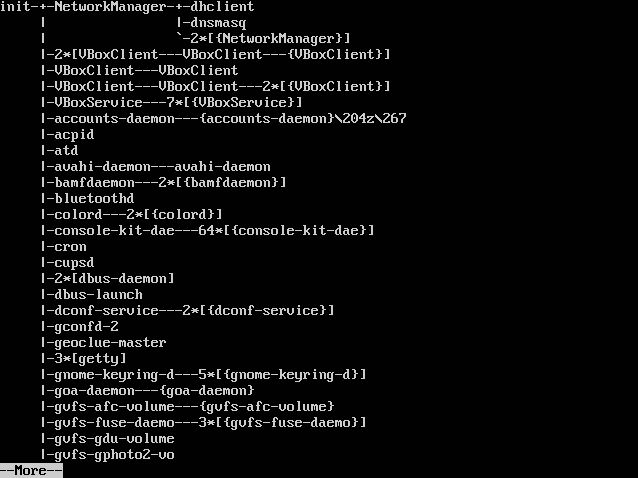 init-+-NetworkManager-+-dhclient
     |                |-dnsmasq
     |                `-2*[{NetworkManager}]
     |-2*[VBoxClient---VBoxClient---{VBoxClient}]
     |-VBoxClient---VBoxClient
     |-VBoxClient---VBoxClient---2*[{VBoxClient}]
     |-VBoxService---7*[{VBoxService}]
     |-accounts-daemon---{accounts-daemon}\204z\267
     |-acpid
     |-atd
     |-avahi-daemon---avahi-daemon
     |-bamfdaemon---2*[{bamfdaemon}]
     |-bluetoothd
     |-colord---2*[{colord}]
     |-console-kit-dae---64*[{console-kit-dae}]
     |-cron
     |-cupsd
     |-2*[dbus-daemon]
     |-dbus-launch
     |-dconf-service---2*[{dconf-service}]
     |-gconfd-2
     |-geoclue-master
     |-3*[getty]
     |-gnome-keyring-d---5*[{gnome-keyring-d}]
     |-goa-daemon---{goa-daemon}
     |-gvfs-afc-volume---{gvfs-afc-volume}
     |-gvfs-fuse-daemo---3*[{gvfs-fuse-daemo}]
     |-gvfs-gdu-volume
     |-gvfs-gphoto2-vo
--More--